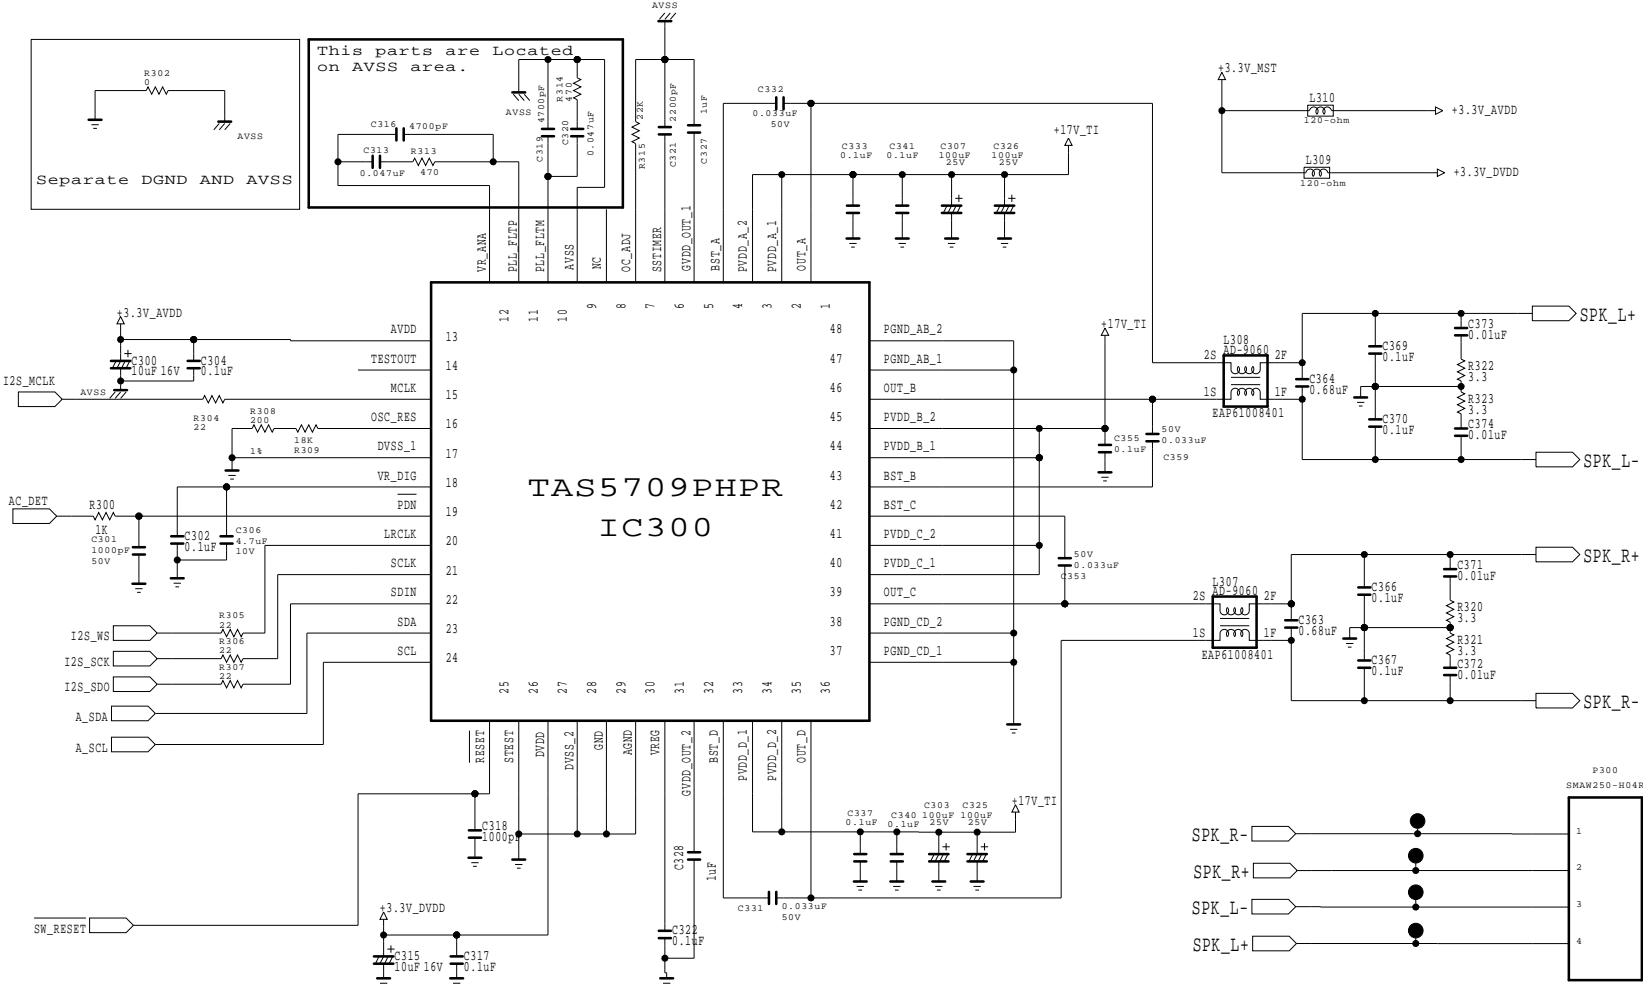 AVSS
R302
0
AVSS
Separate DGND AND AVSS
This parts are Located
on AVSS area.
C316
4700pF
C313
0.047uF
R313
470
AVSS
C319
4700pF
R314
470
C320
0.047uF
R315
22K
C321
2200pF
C327
1uF
C332
0.033uF
50V
+17V_TI
C333
0.1uF
C341
0.1uF
C307
100uF
25V
C326
100uF
25V
+3.3V_MST
L310
120-ohm
+3.3V_AVDD
L309
120-ohm
+3.3V_DVDD
VR_ANA
PLL_FLTP
PLL_FLTM
AVSS
NC
OC_ADJ
SSTIMER
GVDD_OUT_1
BST_A
PVDD_A_2
PVDD_A_1
OUT_A
12
11
10
9
8
7
6
5
4
3
2
1
+3.3V_AVDD
C300
10uF 16V
C304
0.1uF
AVSS
I2S_MCLK
R304
22
R308
200
1%
18K
R309
AC_DET
R300
1K
C301
1000pF
50V
C302
0.1uF
C306
4.7uF
10V
I2S_WS
R305
22
I2S_SCK
R306
22
I2S_SDO
R307
22
A_SDA
A_SCL
AVDD
13
TESTOUT
14
MCLK
15
OSC_RES
16
DVSS_1
17
VR_DIG
18
PDN
19
LRCLK
20
SCLK
21
SDIN
22
SDA
23
SCL
24
TAS5709PHPR
IC300
48
PGND_AB_2
47
PGND_AB_1
46
OUT_B
45
PVDD_B_2
44
PVDD_B_1
43
BST_B
42
BST_C
41
PVDD_C_2
40
PVDD_C_1
39
OUT_C
38
PGND_CD_2
37
PGND_CD_1
+17V_TI
C355
0.1uF
50V
0.033uF
C359
50V
0.033uF
C353
L308
AD-9060
2S
2F
1S
1F
EAP61008401
C364
0.68uF
C369
0.1uF
C370
0.1uF
C373
0.01uF
R322
3.3
R323
3.3
C374
0.01uF
SPK_L+
SPK_L-
L307
AD-9060
2S
2F
1S
1F
EAP61008401
C363
0.68uF
C366
0.1uF
C367
0.1uF
C371
0.01uF
R320
3.3
R321
3.3
C372
0.01uF
SPK_R+
SPK_R-
25
26
27
28
29
30
31
32
33
34
35
36
RESET
STEST
DVDD
DVSS_2
GND
AGND
VREG
GVDD_OUT_2
BST_D
PVDD_D_1
PVDD_D_2
OUT_D
C318
1000pF
C328
1uF
C322
0.1uF
C331
0.033uF
50V
C337
0.1uF
C340
0.1uF
C303
100uF
25V
C325
100uF
25V
+17V_TI
SW_RESET
+3.3V_DVDD
C315
10uF 16V
C317
0.1uF
P300
SMAW250-H04R
SPK_R-
1
SPK_R+
2
SPK_L-
3
SPK_L+
4